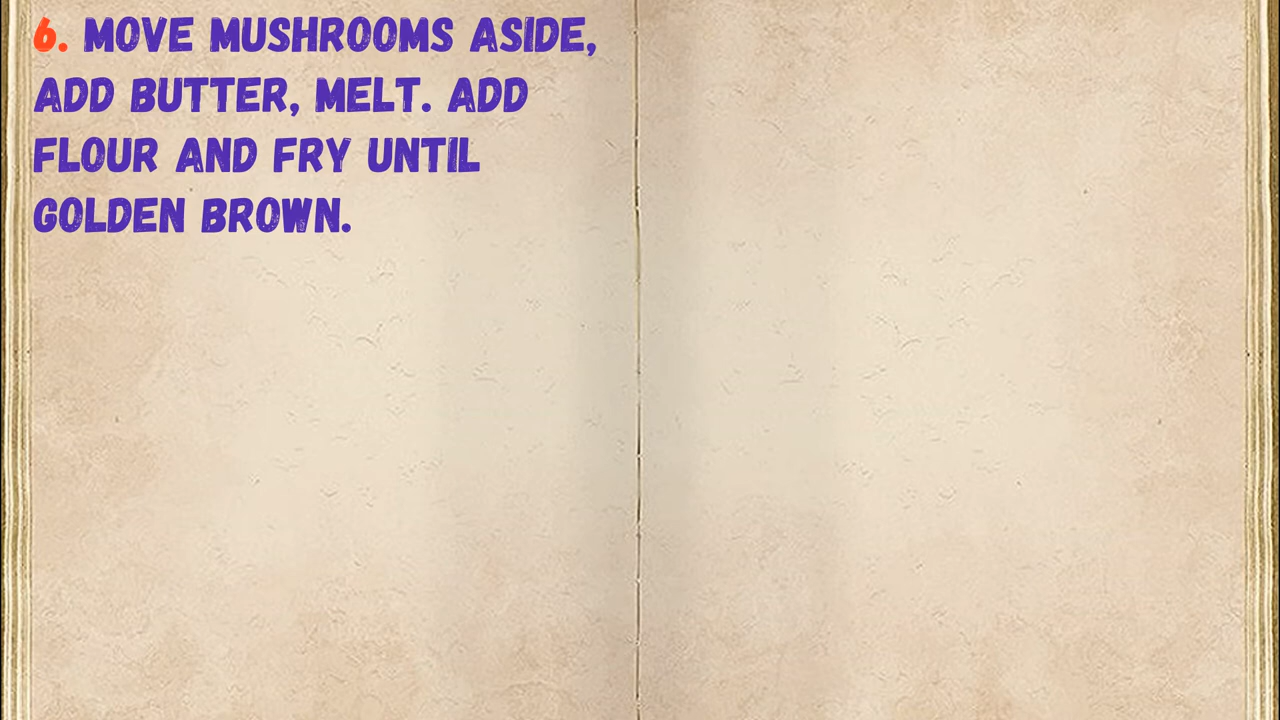 6. MOVE MUSHROOMS ASIDE,
ADD BUTTER, MELT. ADD
FLOUR AND FRY UNTIL
GOLDEN BROWN.